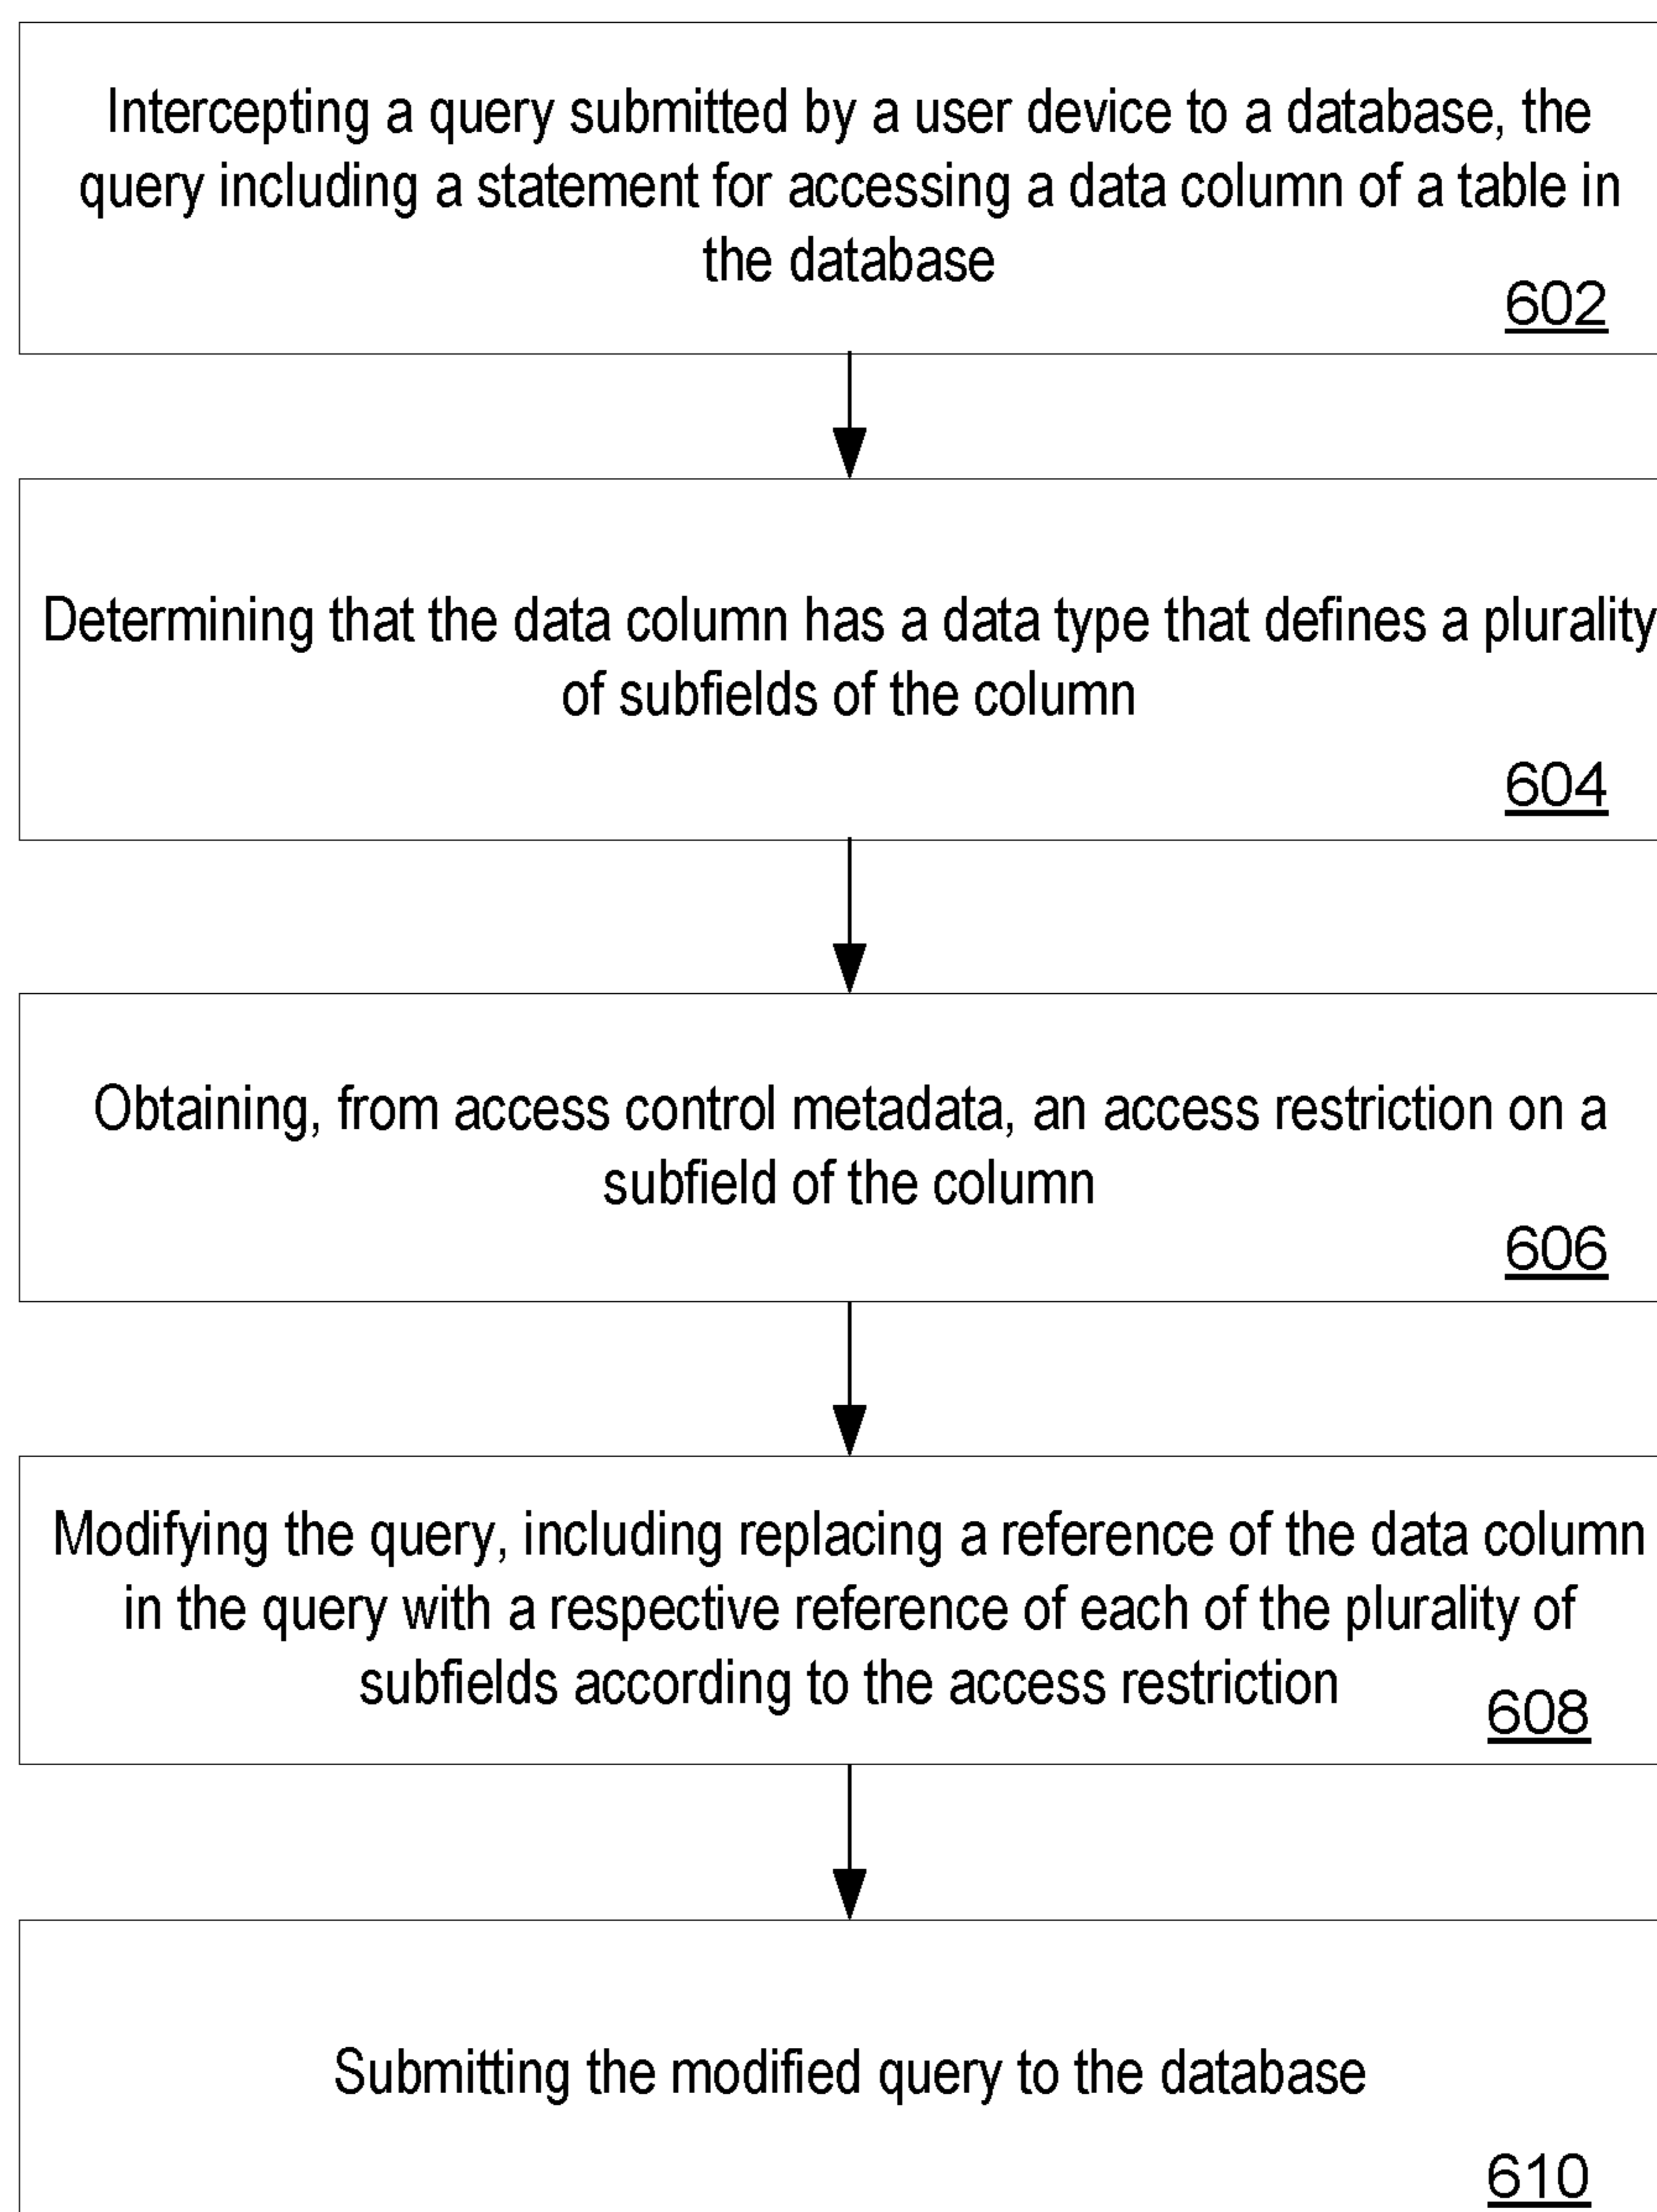 Intercepting a query submitted by a user device to a database, the
query including a statement for accessing a data column of a table in
the database
602
Determining that the data column has a data type that defines a plurality
of subfields of the column
604
Obtaining, from access control metadata, an access restriction on a
subfield of the column
606
Modifying the query, including replacing a reference of the data column
in the query with a respective reference of each of the plurality of
subfields according to the access restriction
608
Submitting the modified query to the database
610